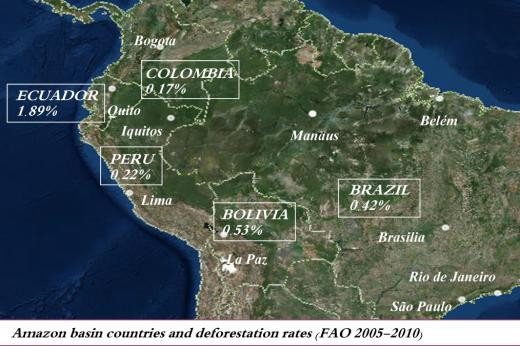 Bogota
COLOMBIA
0.17%
ECUADOR
1.89%
Quito
Iquitos
Manäus
Belém
PERU
0.22%
Lima
BRAZIL
0.42%
BOLIVIA
0.53%
Brasilia
La Paz
Rio de Janeiro
São Paulo
Amazon basin countries and deforestation rates (FAO 2005–2010)